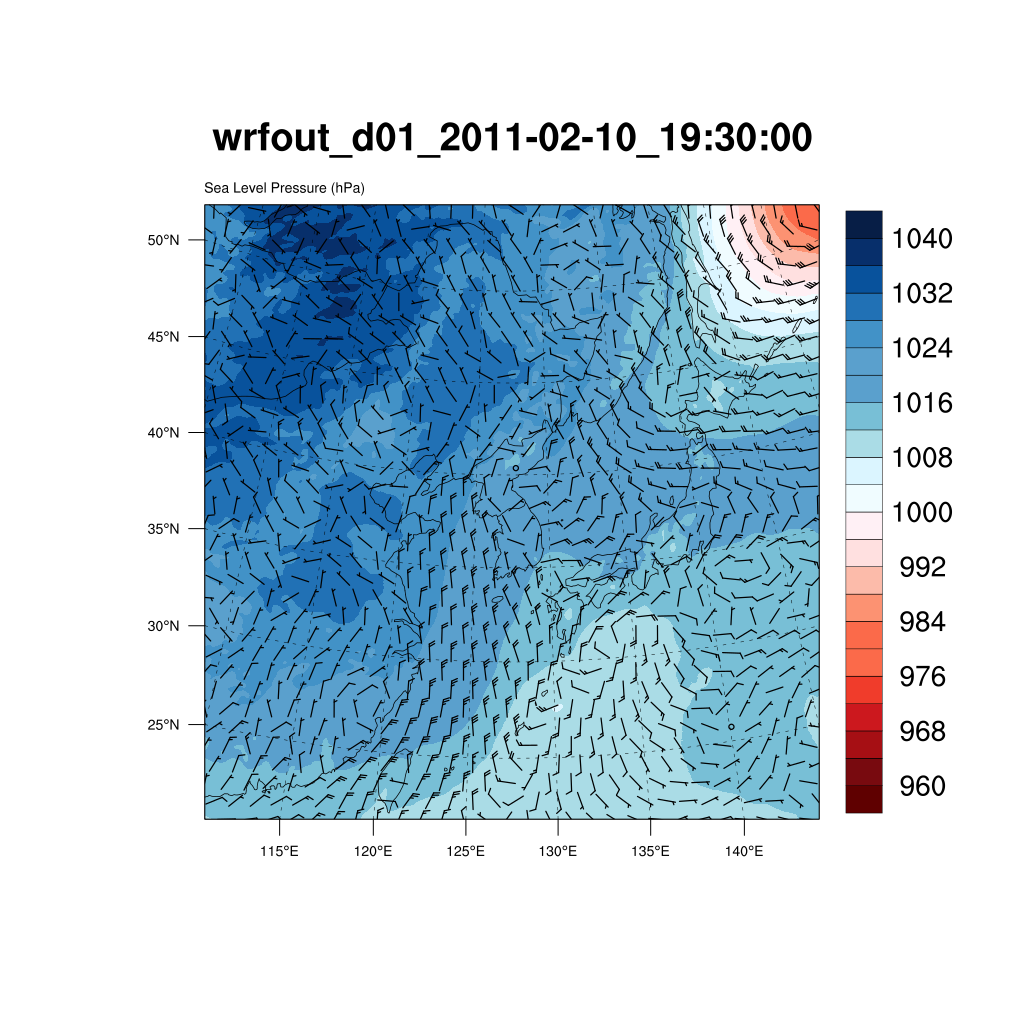 wrfout_d01_2011-02-10_19:30:00
Sea Level Pressure (hPa)
50°N
45°N
40°N
35°N
30°N
25°N
115°E
120°E
125°E
130°E
135°E
140°E
1040
1032
1024
1016
1008
1000
992
984
976
968
960